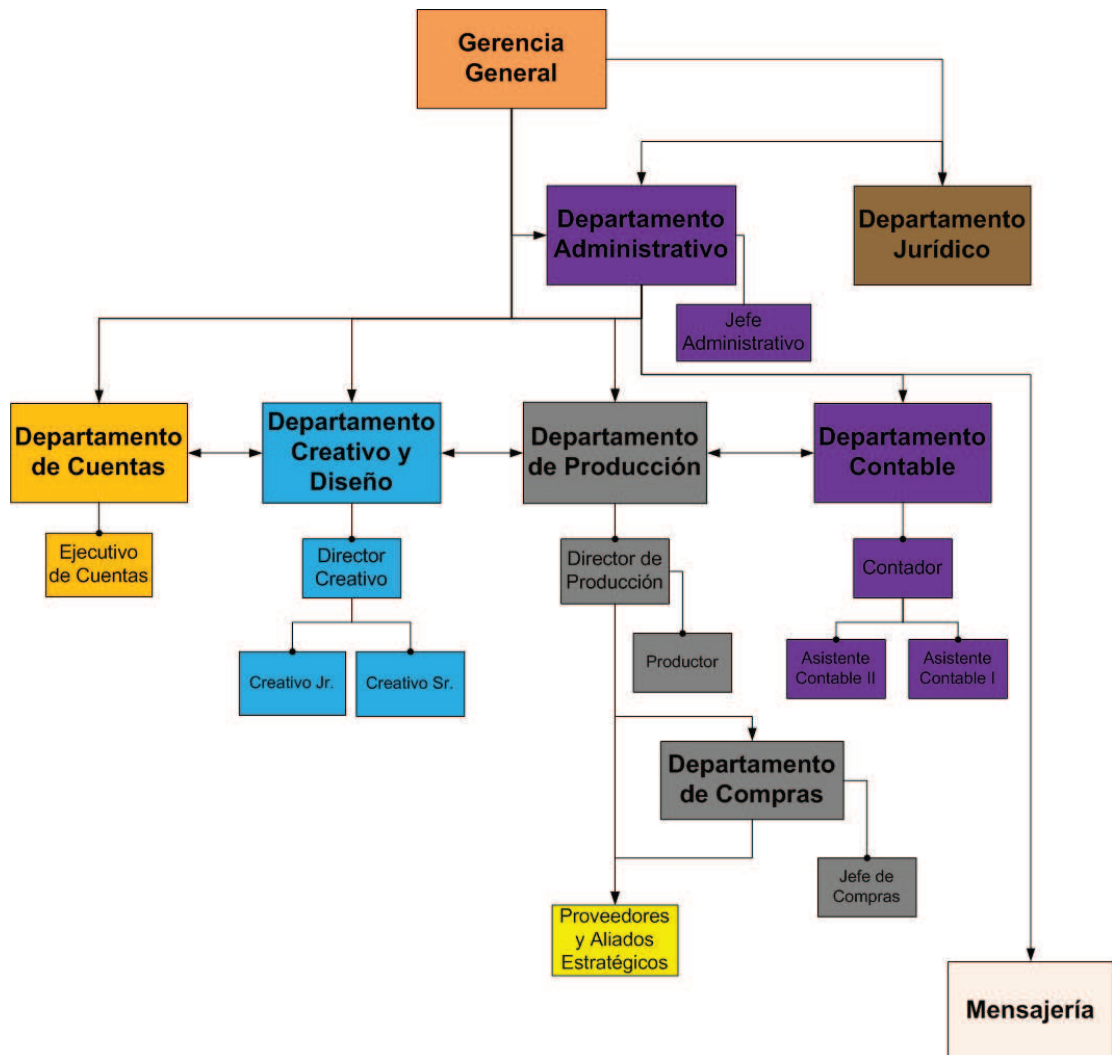 Gerencia
General
Departamento
Administrativo
Departamento
Jurídico
Jefe
Administrativo
Departamento
de Cuentas
Departamento
Creativo y
Diseño
Departamento
de Producción
Departamento
Contable
Ejecutivo
de Cuentas
Director
Creativo
Director de
Producción
Contador
Creativo Jr.
Creativo Sr.
Productor
Asistente
Contable II
Asistente
Contable I
Departamento
de Compras
Jefe de
Compras
Proveedores
y Aliados
Estratégicos
Mensajería